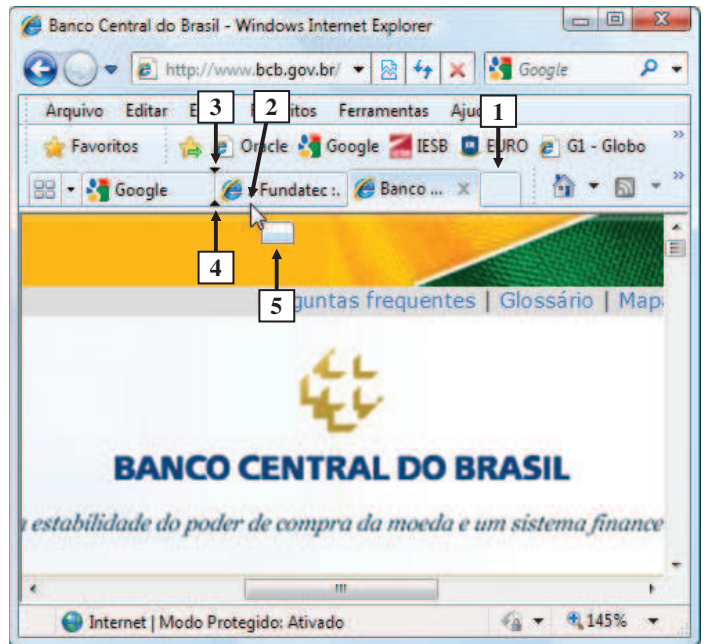 Banco Central do Brasil - Windows Internet Explorer
http://www.bcb.gov.br/ Google
Arquivo Editar Ferramentas
3 2 1
Favoritos Oracle Google IESB EURO G1 - Globo
Google Fundatec :. Banco ...
4 5
frequentes | Glossário |
BANCO CENTRAL DO BRASIL
estabilidade do poder de compra da moeda e um sistema
Internet | Modo Protegido: Ativado 145%